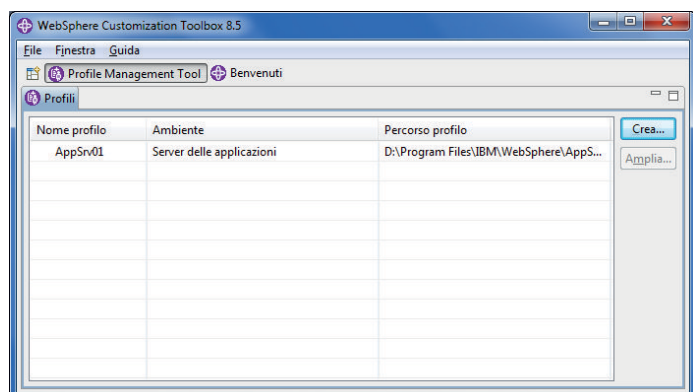 WebSphere Customization Toolbox 8.5
File Finestra Guida
Profile Management Tool Benvenuti
Profili
Nome profilo Ambiente Percorso profilo Crea...
AppSrv01 Server delle applicazioni D:\Program Files\IBM\WebSphere\AppS... Amplia...